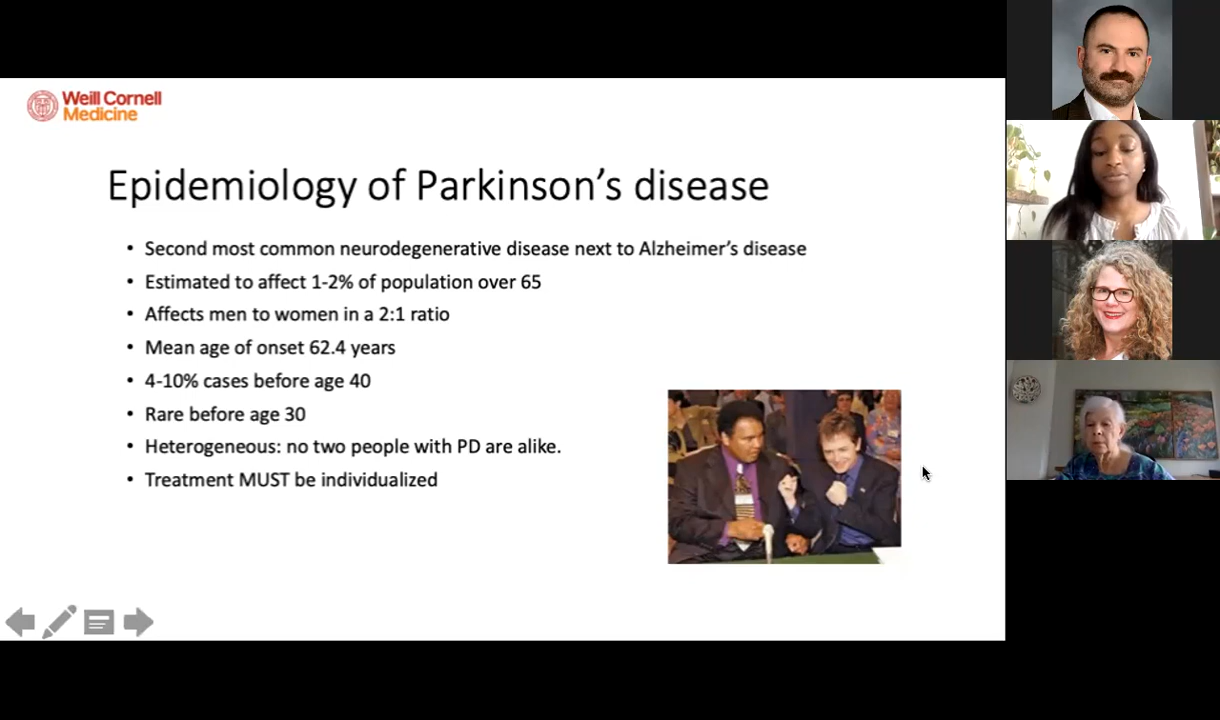 Weill Cornell
Medicine
Epidemiology of Parkinson's disease
• Second most common neurodegenerative disease next to Alzheimer's disease
• Estimated to affect 1-2% of population over 65
• Affects men to women in a 2:1 ratio
• Mean age of onset 62.4 years
• 4-10% cases before age 40
• Rare before age 30
• Heterogeneous: no two people with PD are alike.
• Treatment MUST be individualized